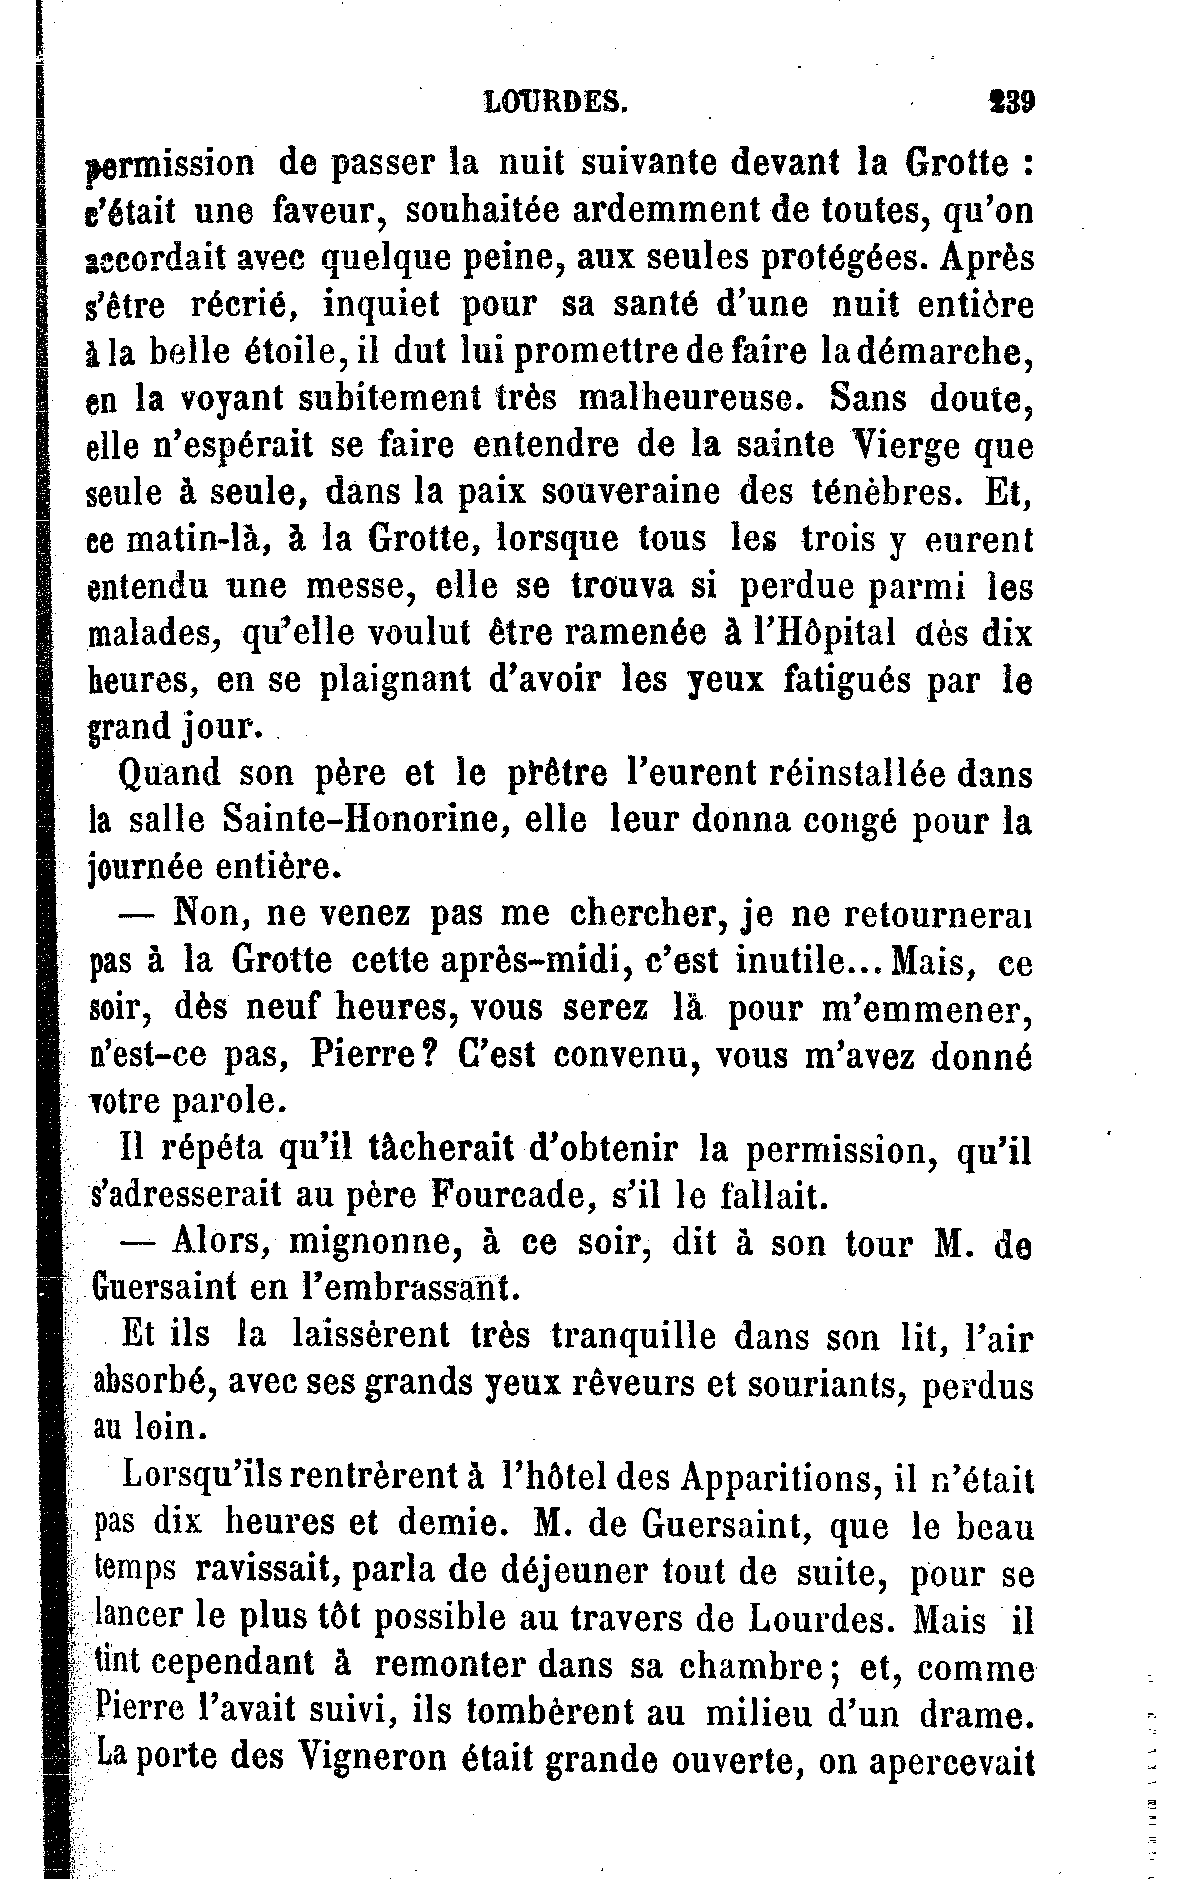 LOURDES. 239
permission de passer la nuit suivante devant la Grotte :
c'était une faveur, souhaitée ardemment de toutes, qu'on
accordait avec quelque peine, aux seules protégées. Après
s'être récrié, inquiet pour sa santé d'une nuit entière
à la belle étoile, il dut lui promettre de faire la démarche,
en la voyant subitement très malheureuse. Sans doute,
elle n'espérait se faire entendre de la sainte Vierge que
seule à seule, dans la paix souveraine des ténèbres. Et,
ce matin-là, à la Grotte, lorsque tous les trois y eurent
entendu une messe, elle se trouva si perdue parmi les
malades, qu'elle voulut être ramenée à l'Hôpital dès dix
heures, en se plaignant d'avoir les yeux fatigués par le
grand jour.
Quand son père et le prêtre l'eurent réinstallée dans
la salle Sainte-Honorine, elle leur donna congé pour la
journée entière.
— Non, ne venez pas me chercher, je ne retournerai
pas à la Grotte cette après-midi, c'est inutile... Mais, ce
soir, dès neuf heures, vous serez là pour m'emmener,
n'est-ce pas, Pierre? C'est convenu, vous m'avez donné
votre parole.
Il répéta qu'il tâcherait d'obtenir la permission, qu'il
s'adresserait au père Fourcade, s'il le fallait.
— Alors, mignonne, à ce soir, dit à son tour M. de
Guersaint en l'embrassant.
Et ils la laissèrent très tranquille dans son lit, l'air
absorbé, avec ses grands yeux rêveurs et souriants, perdus
au loin.
Lorsqu'ils rentrèrent à l'hôtel des Apparitions, il n'était
pas dix heures et demie. M. de Guersaint, que le beau
temps ravissait, parla de déjeuner tout de suite, pour se
lancer le plus tôt possible au travers de Lourdes. Mais il
tint cependant à remonter dans sa chambre; et, comme
Pierre l'avait suivi, ils tombèrent au milieu d'un drame.
La porte des Vigneron était grande ouverte, on apercevait